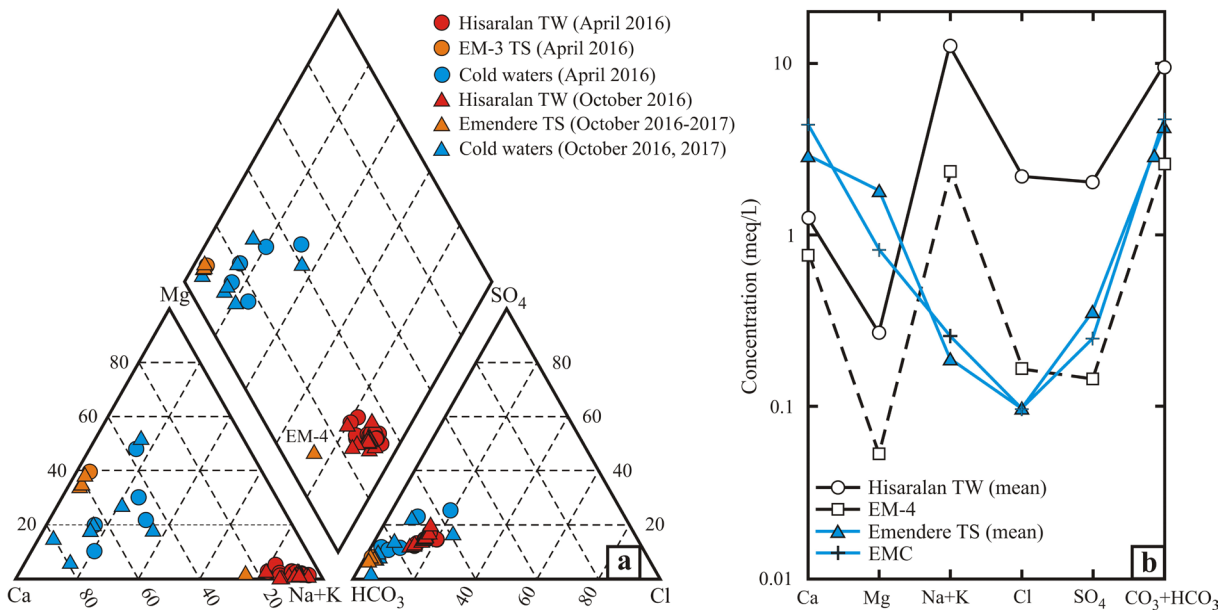 Hisaralan TW (April 2016)
EM-3 TS (April 2016)
Cold waters (April 2016)
Hisaralan TW (October 2016)
Emendere TS (October 2016-2017)
Cold waters (October 2016, 2017)
Mg
SO4
80
80
60
60
EM-4
40
40
20
20
a
Ca
80
60
40
20
Na+K
HCO3
20
40
60
80
Cl
Concentration (meq/L)
10
1
0.1
0.01
Hisaralan TW (mean)
EM-4
Emendere TS (mean)
EMC
b
Ca
Mg
Na+K
Cl
SO4
CO3+HCO3